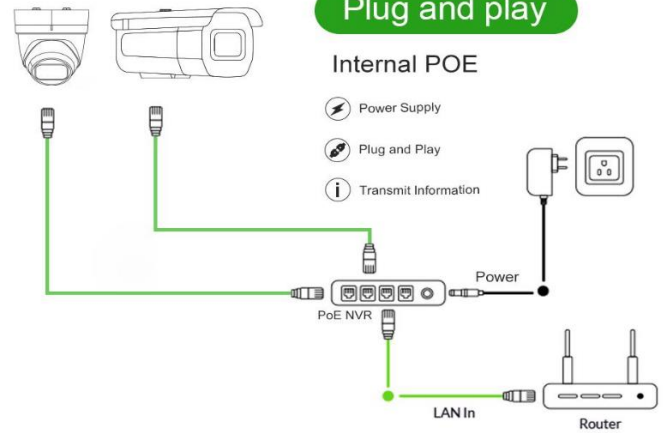 Plug and play
Internal POE
Power Supply
Plug and Play
i
Transmit Information
Power
PoE NVR
LAN In
Router